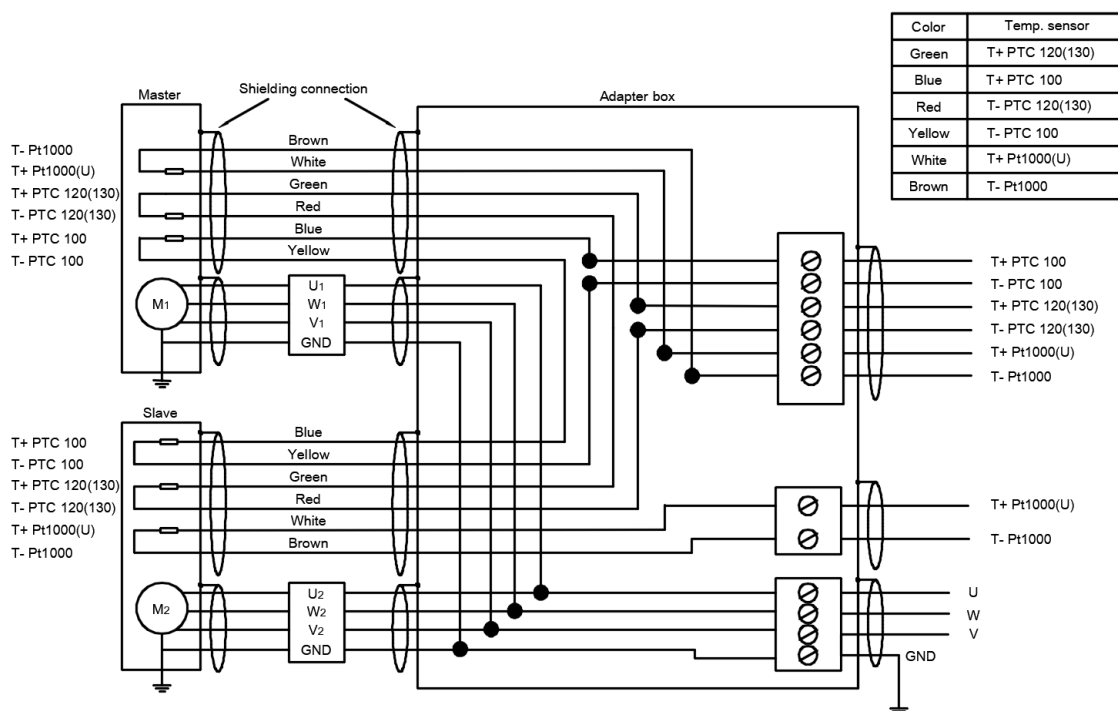 Color Temp. sensor
Green T+ PTC 120(130)
Blue T+ PTC 100
Red T- PTC 120(130)
Yellow T- PTC 100
White T+ Pt1000(U)
Brown T- Pt1000
Shielding connection
Master
Adapter box
T- Pt1000
T+ Pt1000(U)
T+ PTC 120(130)
T- PTC 120(130)
T+ PTC 100
T- PTC 100
Brown
White
Green
Red
Blue
Yellow
M1
U1
W1
V1
GND
T+ PTC 100
T- PTC 100
T+ PTC 120(130)
T- PTC 120(130)
T+ Pt1000(U)
T- Pt1000
Slave
T+ PTC 100
T- PTC 100
T+ PTC 120(130)
T- PTC 120(130)
T+ Pt1000(U)
T- Pt1000
Blue
Yellow
Green
Red
White
Brown
T+ Pt1000(U)
T- Pt1000
M2
U2
W2
V2
GND
U
W
V
GND